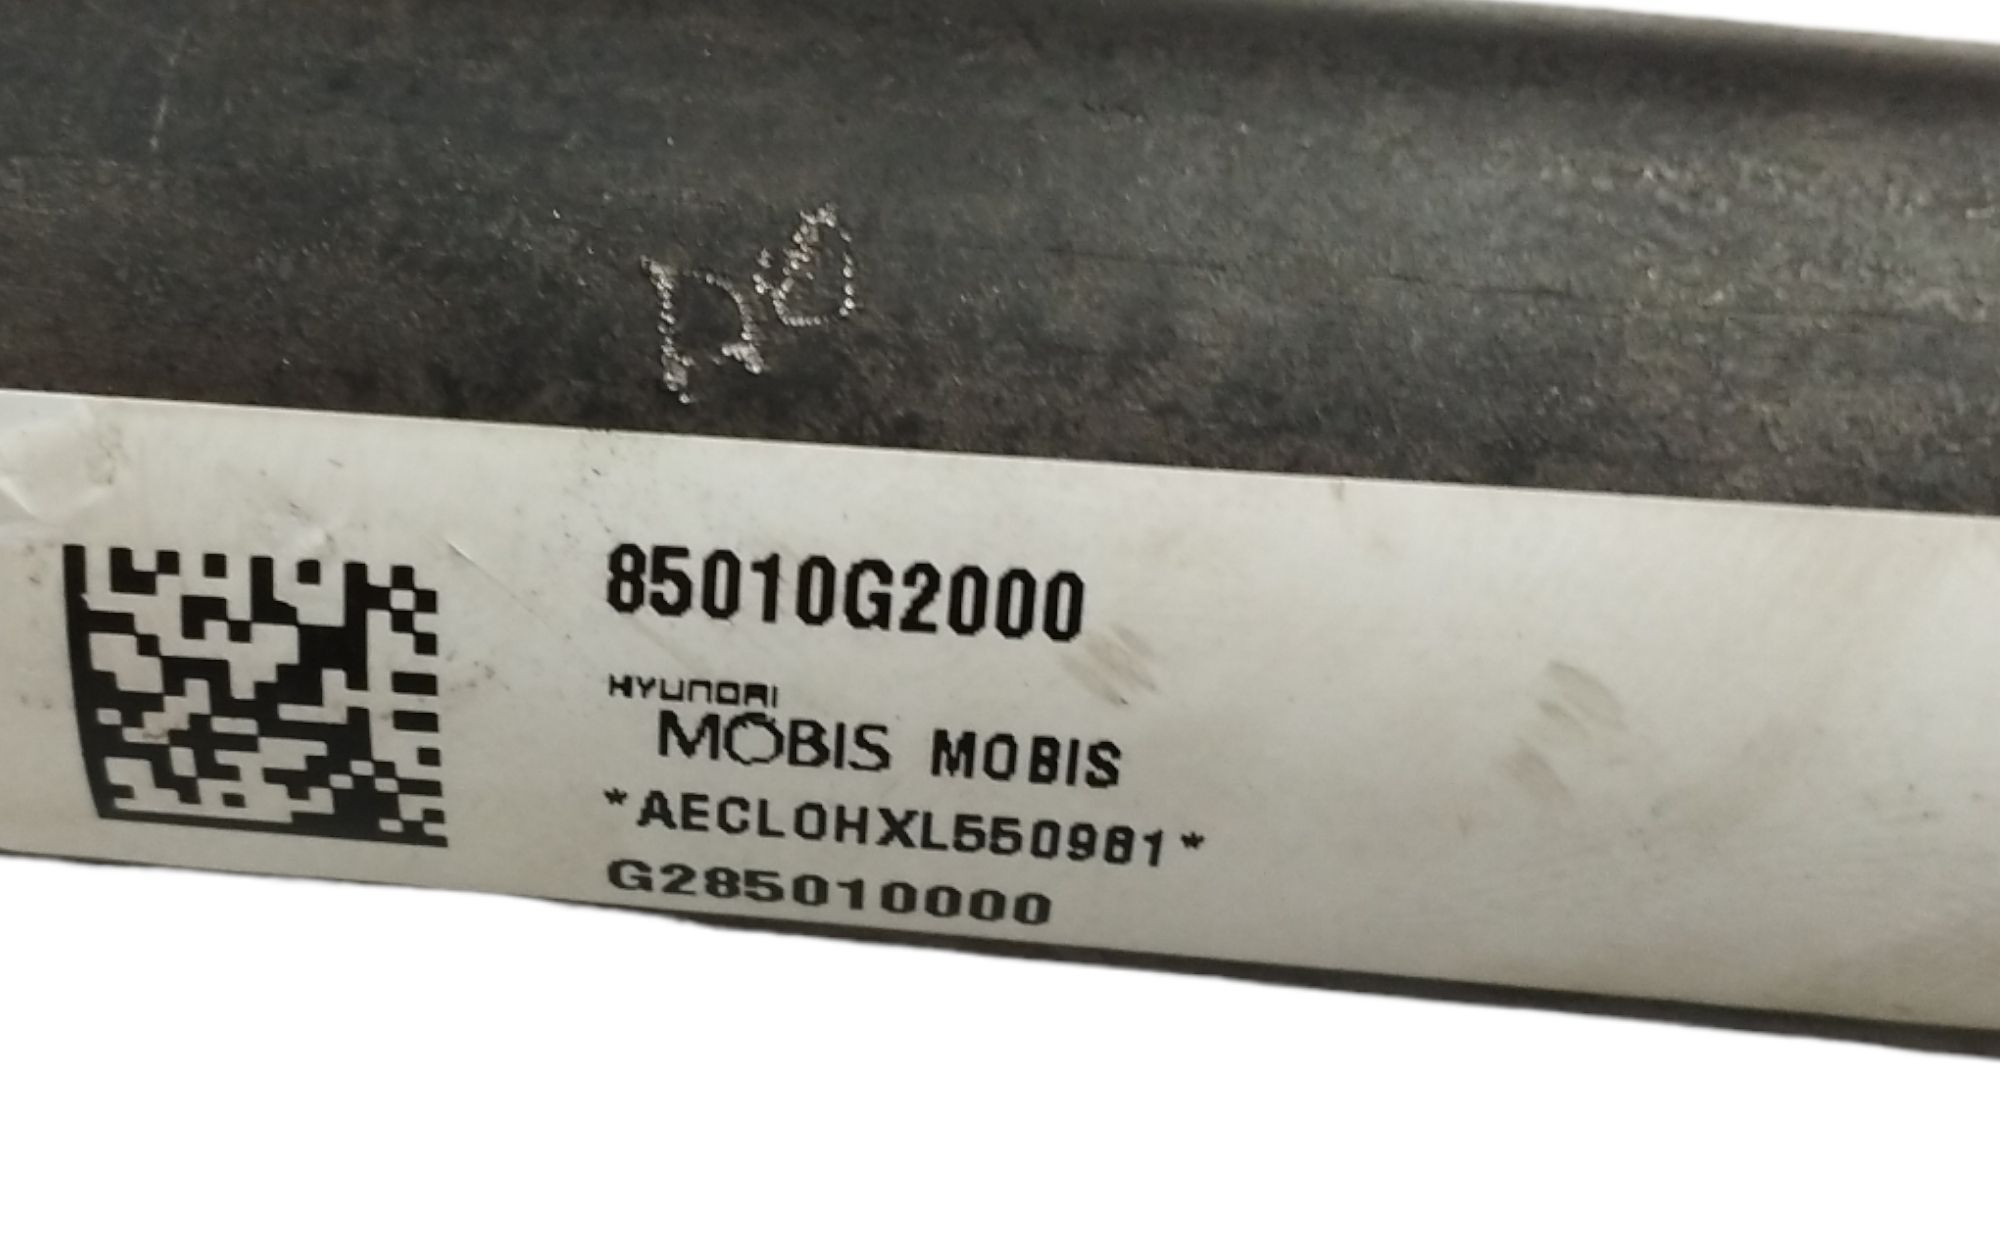 85010G2000
HYUNDAI
MOBIS MOBIS
*AECL0HXL550981*
G285010000